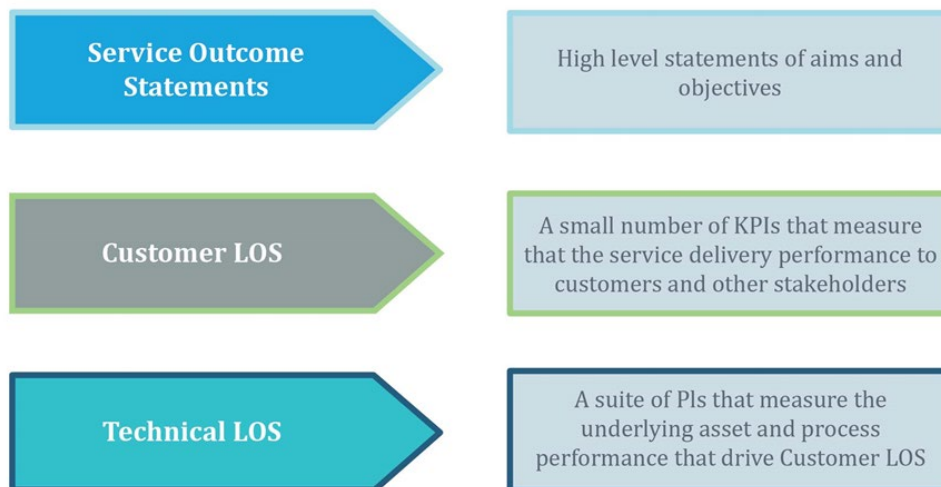 Service Outcome
Statements
High level statements of aims and
objectives
Customer LOS
A small number of KPIs that measure
that the service delivery performance to
customers and other stakeholders
Technical LOS
A suite of PIs that measure the
underlying asset and process
performance that drive Customer LOS